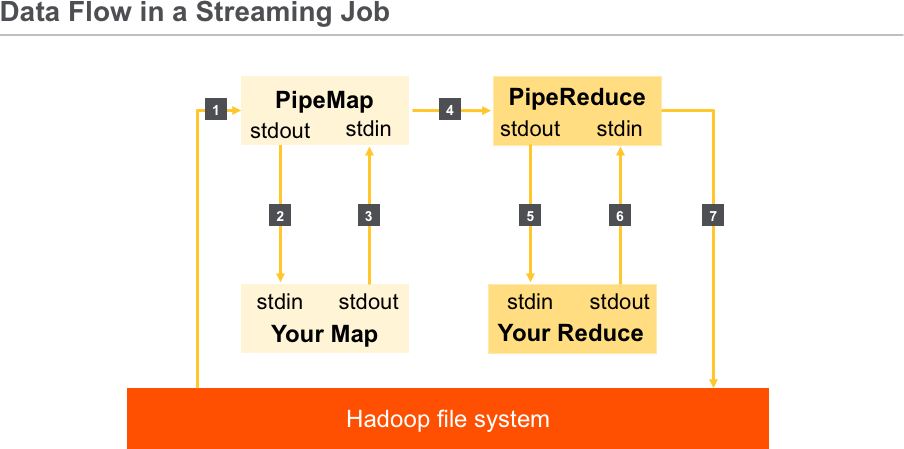 Data Flow in a Streaming Job
PipeMap
stdout stdin
PipeReduce
stdout stdin
1
4
2
3
5
6
7
stdin stdout
Your Map
stdin stdout
Your Reduce
Hadoop file system